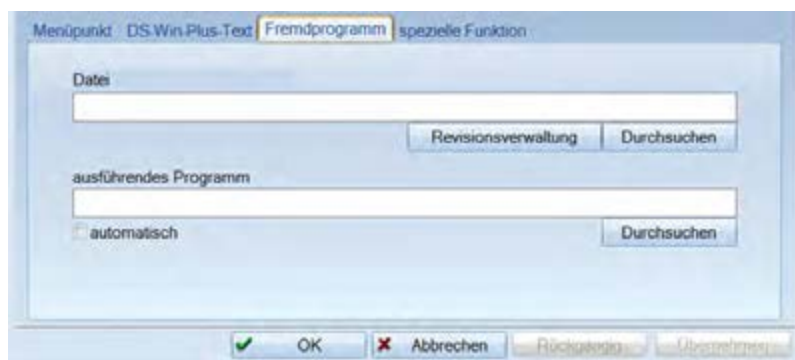 Menüpunkt DS-Win-Plus-Text Fremdprogramm spezielle Funktion
Datei
Revisionsverwaltung Durchsuchen
ausführendes Programm
automatisch Durchsuchen
OK Abbrechen Rückgängig Übernehmen